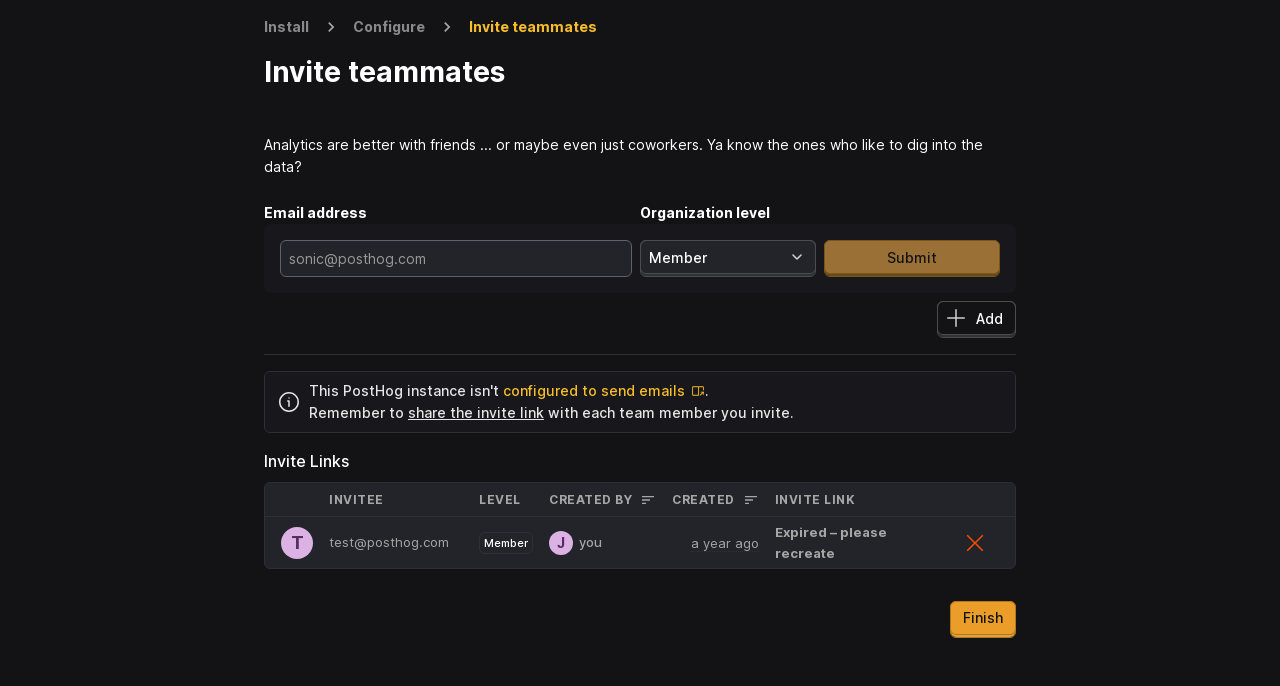 Install
Configure
Invite teammates
Invite teammates
Analytics are better with friends ... or maybe even just coworkers. Ya know the ones who like to dig into the
data?
Email address
Organization level
sonic@posthog.com
Member
Submit
Add
This PostHog instance isn't configured to send emails.
Remember to share the invite link with each team member you invite.
Invite Links
INVITEE
LEVEL
CREATED BY
CREATED
INVITE LINK
T
test@posthog.com
Member
J
you
a year ago
Expired – please
recreate
Finish